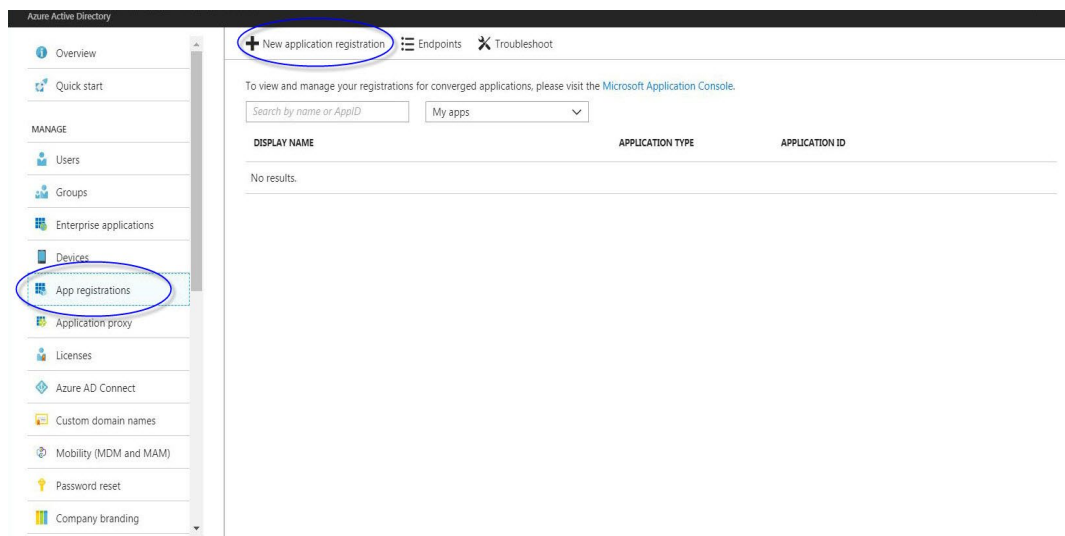 Azure Active Directory
Overview
Quick start
MANAGE
Users
Groups
Enterprise applications
Devices
App registrations
Application proxy
Licenses
Azure AD Connect
Custom domain names
Mobility (MDM and MAM)
Password reset
Company branding
New application registration Endpoints Troubleshoot
To view and manage your registrations for converged applications, please visit the Microsoft Application Console.
Search by name or AppID My apps
DISPLAY NAME APPLICATION TYPE APPLICATION ID
No results.